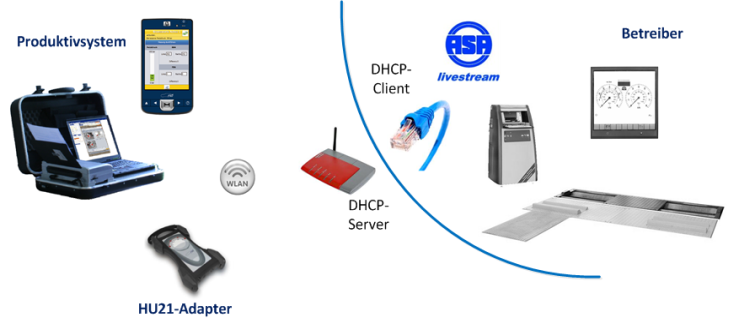 Produktivsystem
ASA
livestream
Betreiber
DHCP-
Client
WLAN
DHCP-
Server
HU21-Adapter